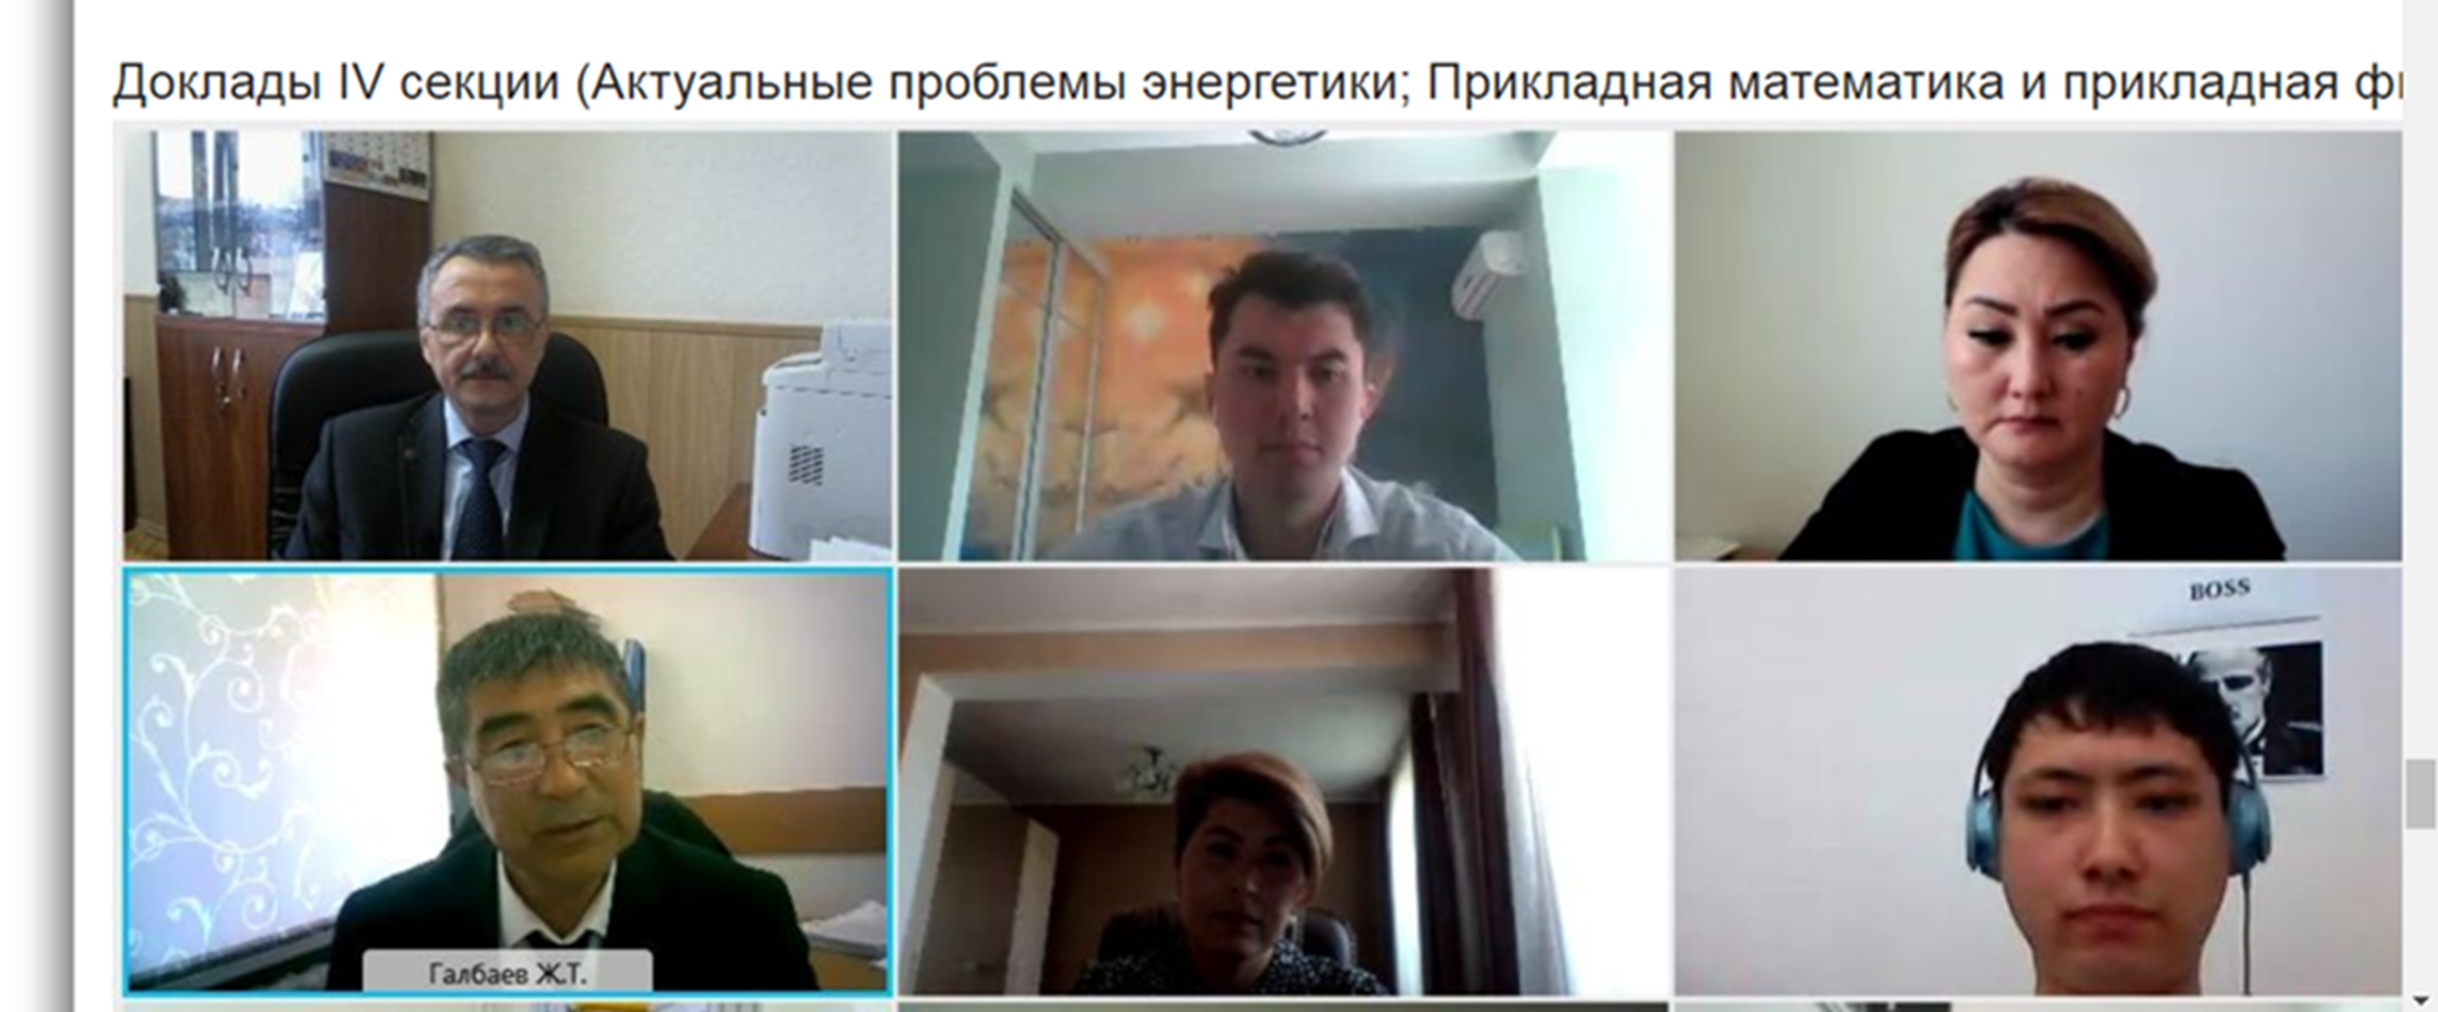 Доклады IV секции (Актуальные проблемы энергетики; Прикладная математика и прикладная
BOSS
Галбаев Ж.Т.